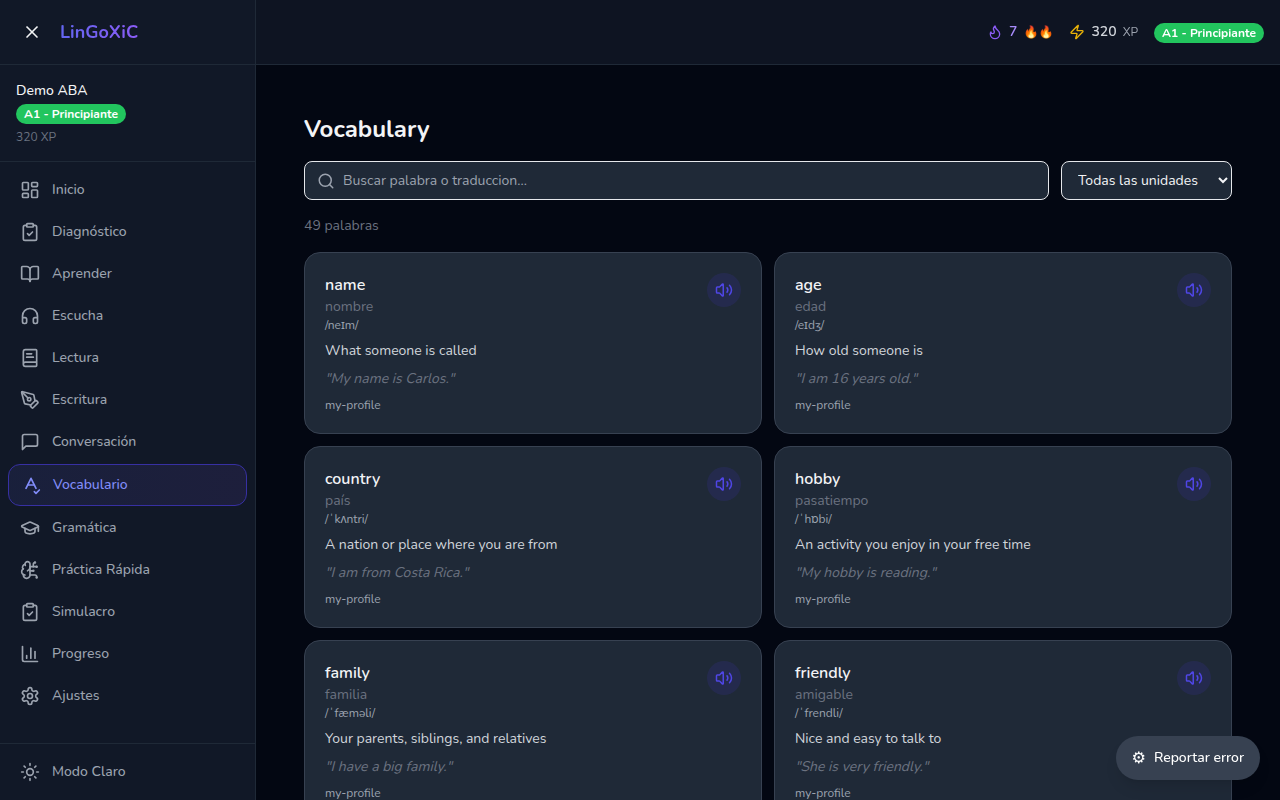 LinGoXiC
7 🔥🔥 320 XP A1 - Principiante
Demo ABA
A1 - Principiante
320 XP
Inicio
Diagnóstico
Aprender
Escucha
Lectura
Escritura
Conversación
Vocabulario
Gramática
Práctica Rápida
Simulacro
Progreso
Ajustes
Modo Claro
Vocabulary
Buscar palabra o traduccion...
Todas las unidades
49 palabras
name
nombre
/neɪm/
What someone is called
"My name is Carlos."
my-profile
age
edad
/eɪdʒ/
How old someone is
"I am 16 years old."
my-profile
country
país
/ˈkʌntri/
A nation or place where you are from
"I am from Costa Rica."
my-profile
hobby
pasatiempo
/ˈhɒbi/
An activity you enjoy in your free time
"My hobby is reading."
my-profile
family
familia
/ˈfæməli/
Your parents, siblings, and relatives
"I have a big family."
my-profile
friendly
amigable
/ˈfrendli/
Nice and easy to talk to
"She is very friendly."
my-profile
⚙ Reportar error